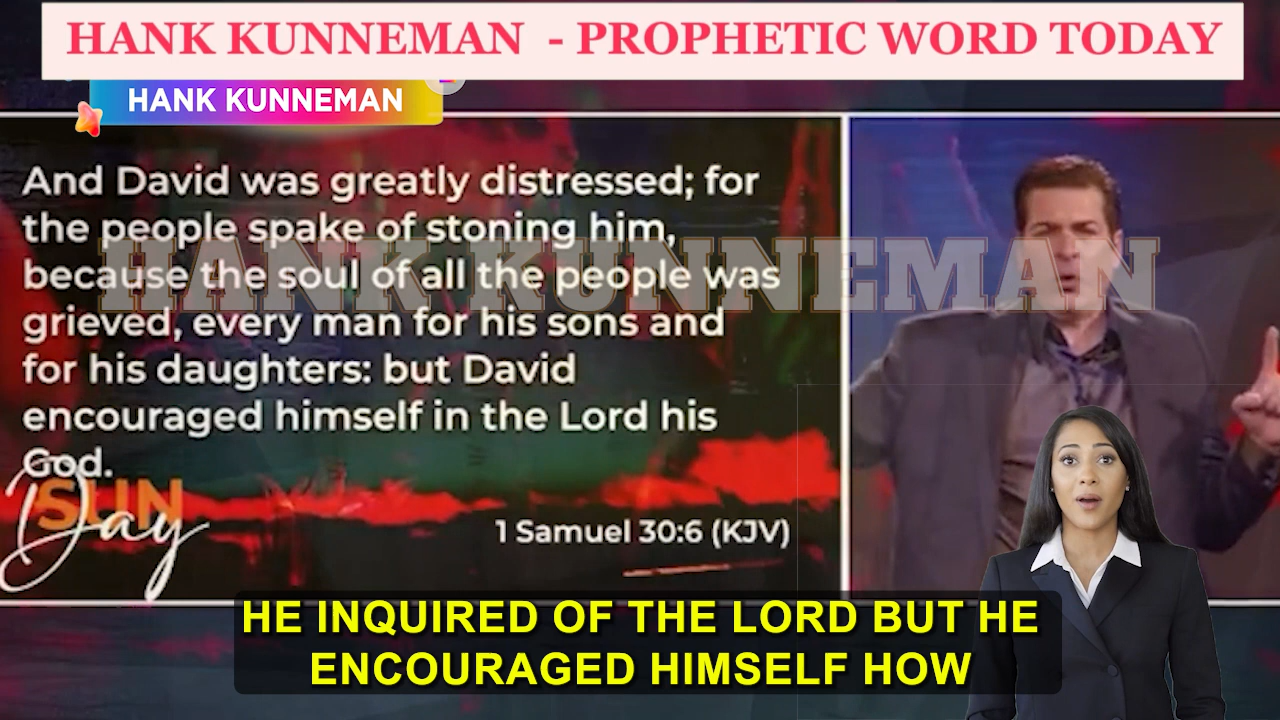 HANK KUNNEMAN - PROPHETIC WORD TODAY
HANK KUNNEMAN
And David was greatly distressed; for
the people spake of stoning him,
because the soul of all the people was
grieved, every man for his sons and
for his daughters: but David
encouraged himself in the Lord his
God.
1 Samuel 30:6 (KJV)
HANK KUNNEMAN
SUN
Day
HE INQUIRED OF THE LORD BUT HE
ENCOURAGED HIMSELF HOW